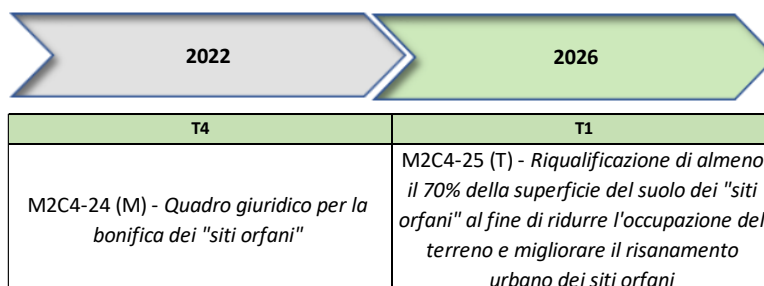 2022
2026
T4
T1
M2C4-24 (M) - Quadro giuridico per la
bonifica dei "siti orfani"
M2C4-25 (T) - Riqualificazione di almeno
il 70% della superficie del suolo dei "siti
orfani" al fine di ridurre l'occupazione del
terreno e migliorare il risanamento
urbano dei siti orfani